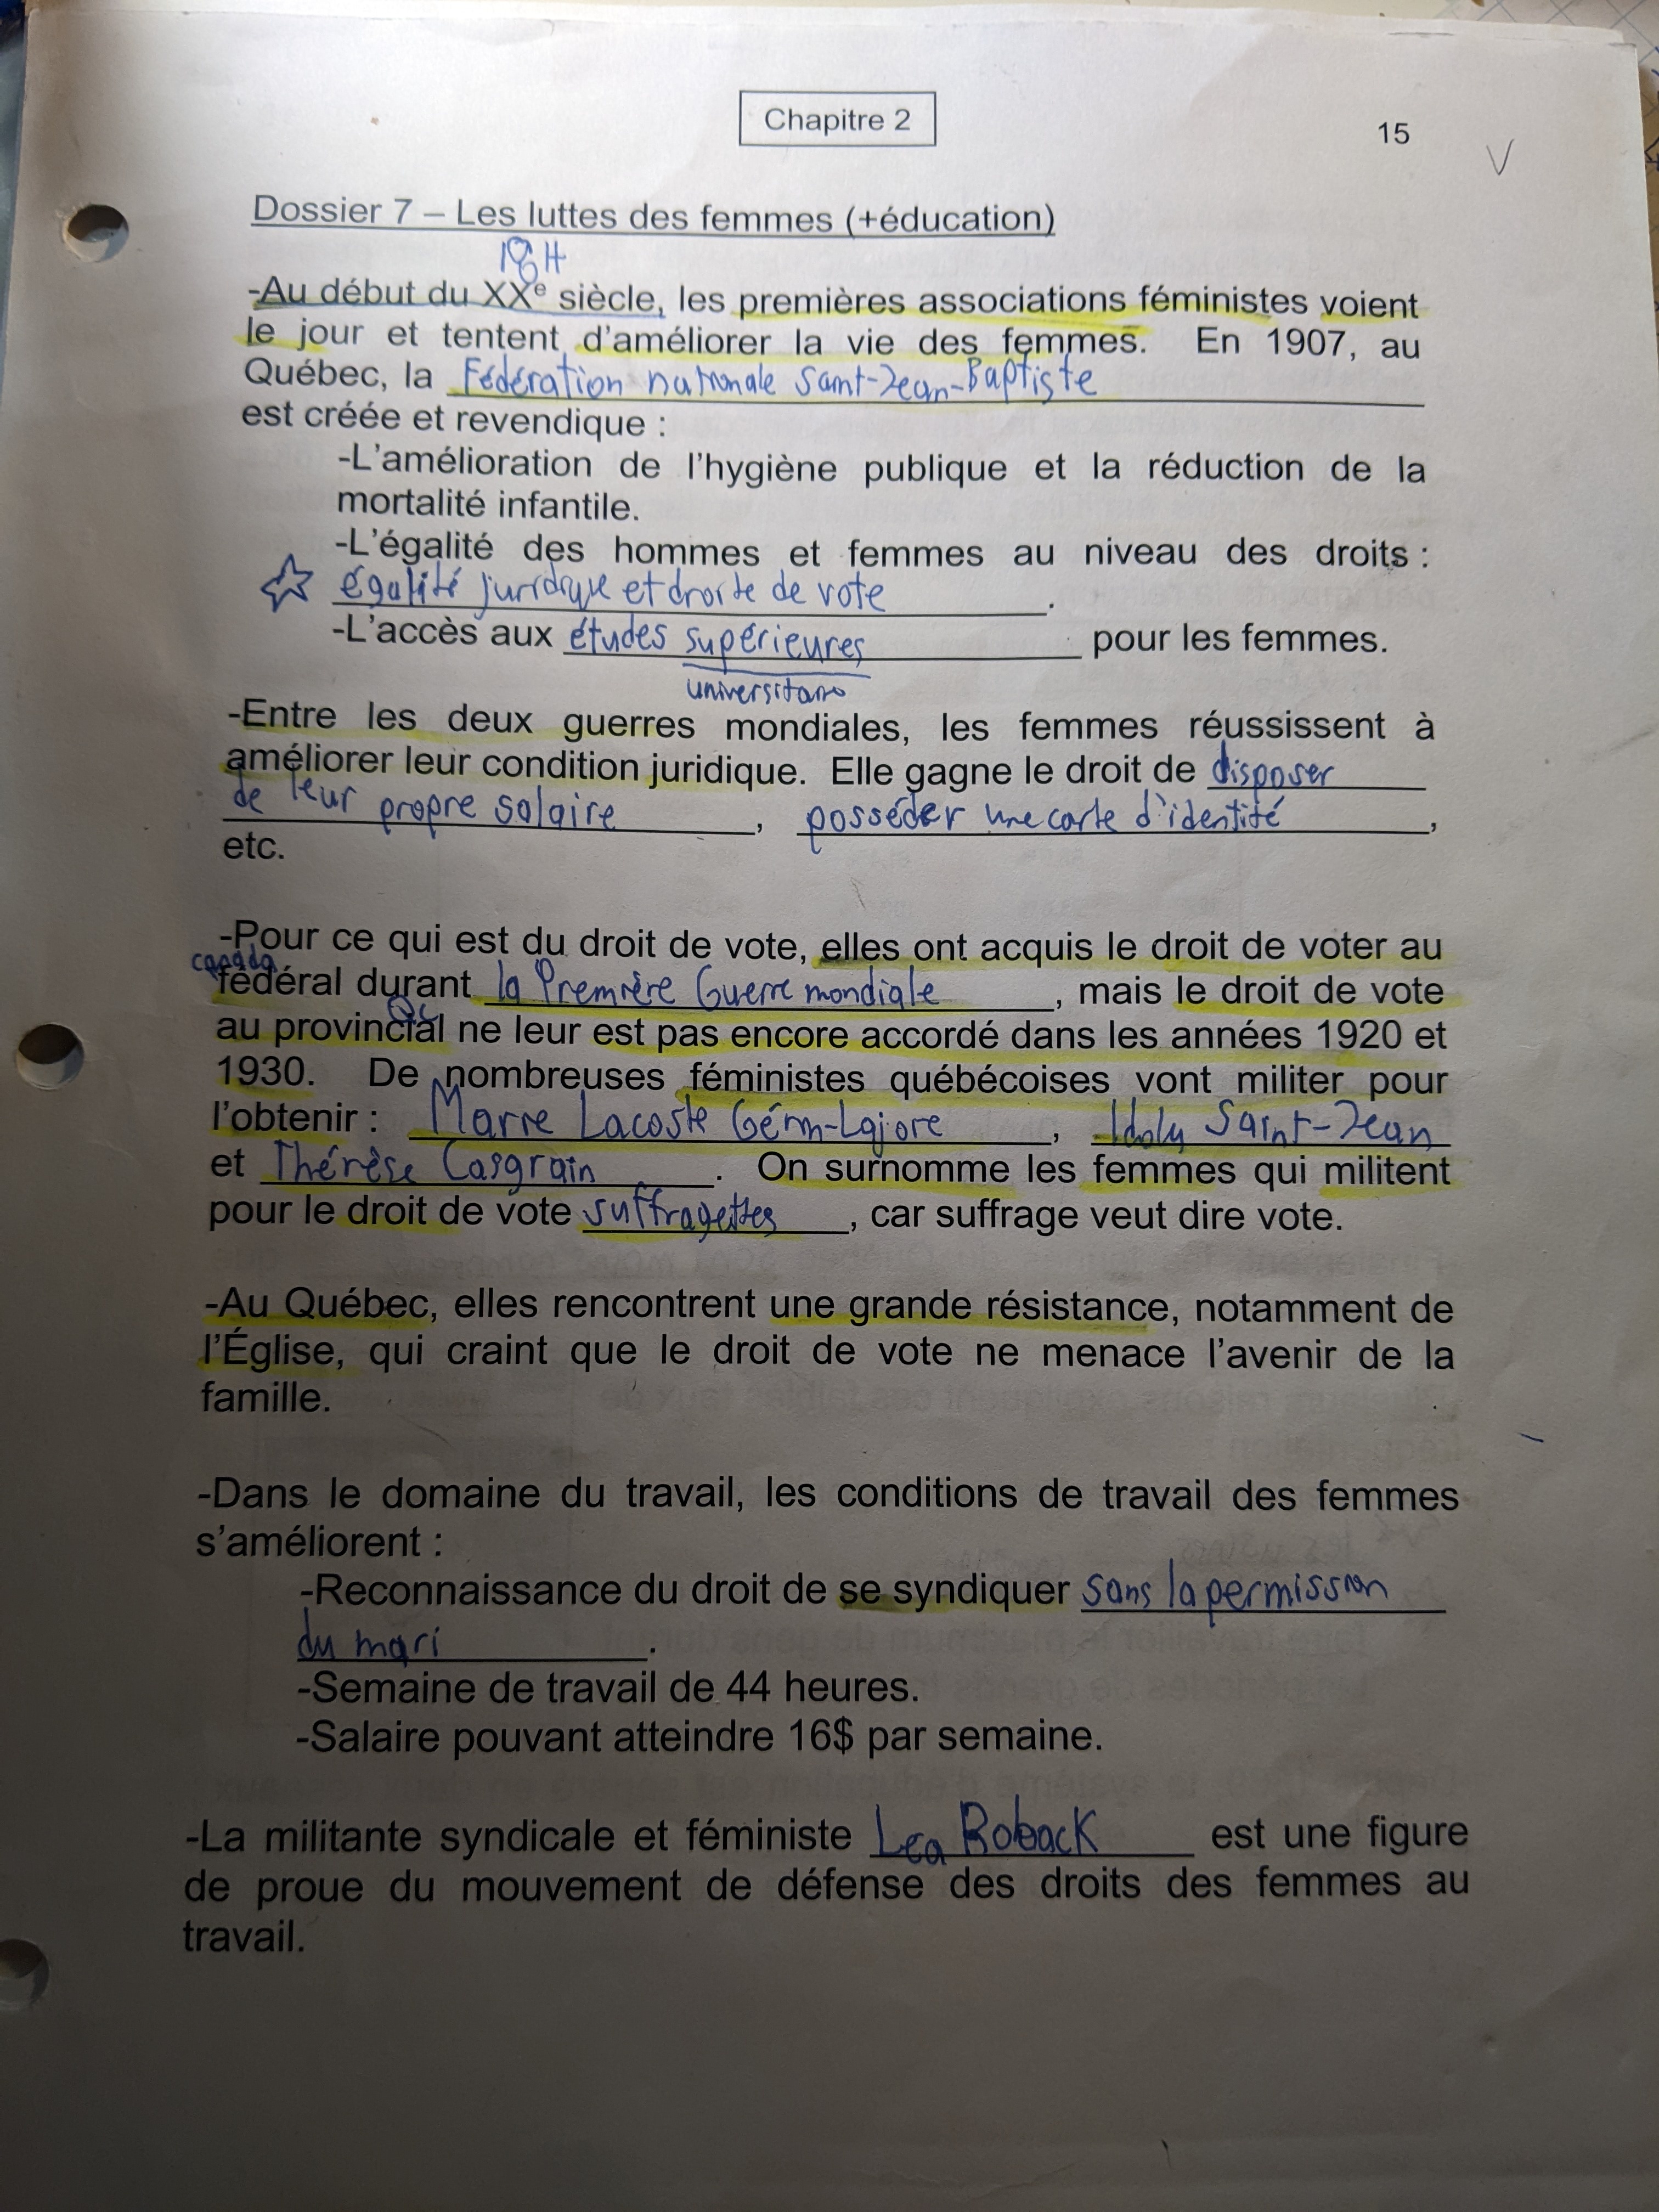 Chapitre 2
15
Dossier 7 – Les luttes des femmes (+éducation)
-Au début du XXe siècle, les premières associations féministes voient
le jour et tentent d'améliorer la vie des femmes. En 1907, au
Québec, la Fédération nationale Saint-Jean-Baptiste
est créée et revendique :
-L'amélioration de l'hygiène publique et la réduction de la
mortalité infantile.
-L'égalité des hommes et femmes au niveau des droits :
égalité juridique et droite de vote.
-L'accès aux études supérieures pour les femmes.
-Entre les deux guerres mondiales, les femmes réussissent à
améliorer leur condition juridique. Elle gagne le droit de disposer
de leur propre salaire, posséder une carte d'identité,
etc.
-Pour ce qui est du droit de vote, elles ont acquis le droit de voter au
canada
fédéral durant la Première Guerre mondiale, mais le droit de vote
Qc
au provincial ne leur est pas encore accordé dans les années 1920 et
1930. De nombreuses féministes québécoises vont militer pour
l'obtenir : Marie Lacoste Gérin-Lajoie, Idoly Saint-Jean
et Thérèse Casgrain. On surnomme les femmes qui militent
pour le droit de vote suffragettes, car suffrage veut dire vote.
-Au Québec, elles rencontrent une grande résistance, notamment de
l'Église, qui craint que le droit de vote ne menace l'avenir de la
famille.
-Dans le domaine du travail, les conditions de travail des femmes
s'améliorent :
-Reconnaissance du droit de se syndiquer sans la permission
du mari.
-Semaine de travail de 44 heures.
-Salaire pouvant atteindre 16$ par semaine.
-La militante syndicale et féministe Lea Roback est une figure
de proue du mouvement de défense des droits des femmes au
travail.